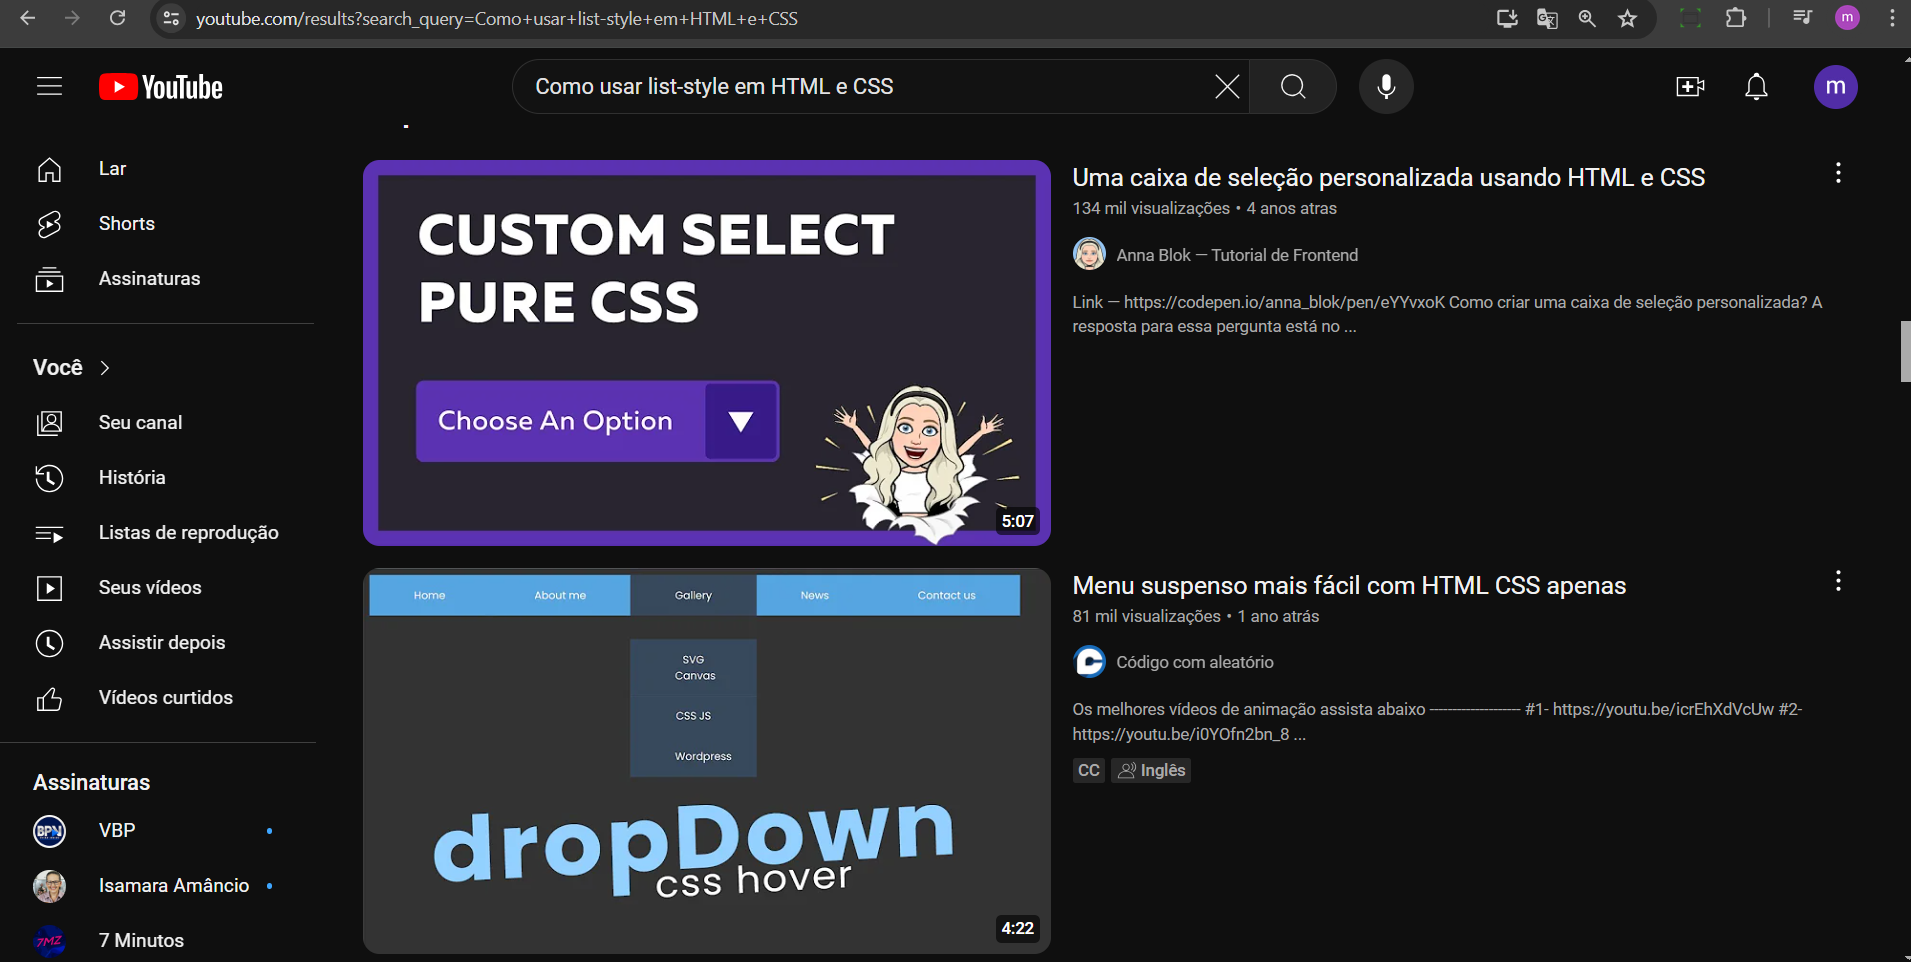 youtube.com/results?search_query=Como+usar+list-style+em+HTML+e+CSS
m
YouTube
Como usar list-style em HTML e CSS
m
Lar
Shorts
Assinaturas
Você
Seu canal
História
Listas de reprodução
Seus vídeos
Assistir depois
Vídeos curtidos
Assinaturas
BPN
VBP
Isamara Amâncio
7MZ
7 Minutos
CUSTOM SELECT
PURE CSS
Choose An Option
5:07
Uma caixa de seleção personalizada usando HTML e CSS
134 mil visualizações • 4 anos atras
Anna Blok — Tutorial de Frontend
Link — https://codepen.io/anna_blok/pen/eYYvxoK Como criar uma caixa de seleção personalizada? A
resposta para essa pergunta está no ...
Home About me Gallery News Contact us
SVG
Canvas
CSS JS
Wordpress
dropDown
css hover
4:22
Menu suspenso mais fácil com HTML CSS apenas
81 mil visualizações • 1 ano atrás
Código com aleatório
Os melhores vídeos de animação assista abaixo -------------------- #1- https://youtu.be/icrEhXdVcUw #2-
https://youtu.be/i0YOfn2bn_8 ...
CC Inglês